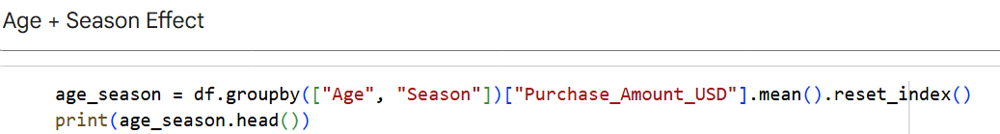 Age + Season Effect
age_season = df.groupby(["Age", "Season"])["Purchase_Amount_USD"].mean().reset_index()
print(age_season.head())